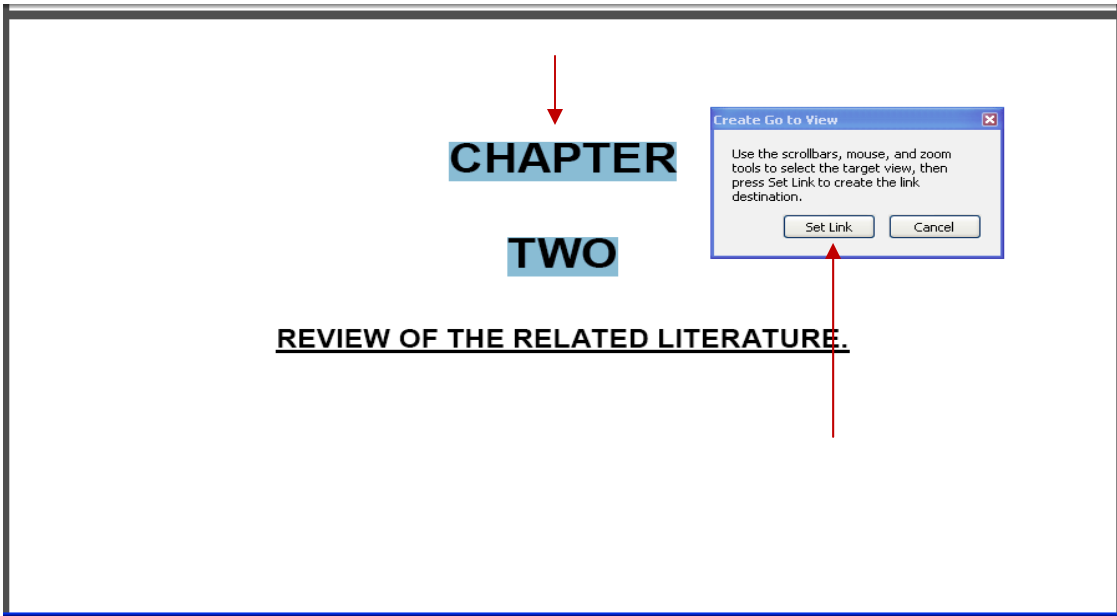 CHAPTER
TWO
REVIEW OF THE RELATED LITERATURE.
Create Go to View
Use the scrollbars, mouse, and zoom
tools to select the target view, then
press Set Link to create the link
destination.
Set Link Cancel